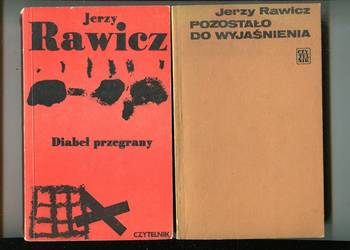 Jerzy
Rawicz
Diabeł przegrany
CZYTELNIK
Jerzy Rawicz
POZOSTAŁO
DO WYJAŚNIENIA